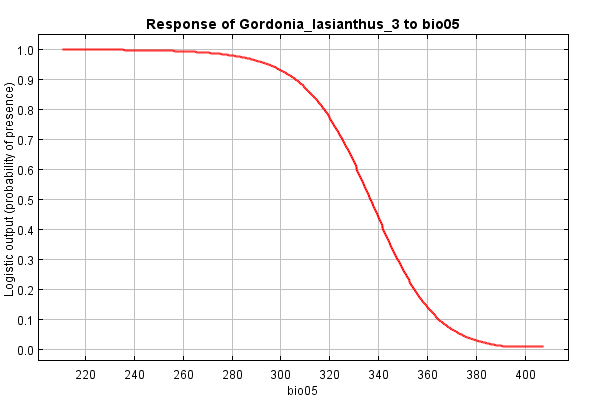 Response of Gordonia_lasianthus_3 to bio05
Logistic output (probability of presence)
1.0
0.9
0.8
0.7
0.6
0.5
0.4
0.3
0.2
0.1
0.0
220 240 260 280 300 320 340 360 380 400
bio05